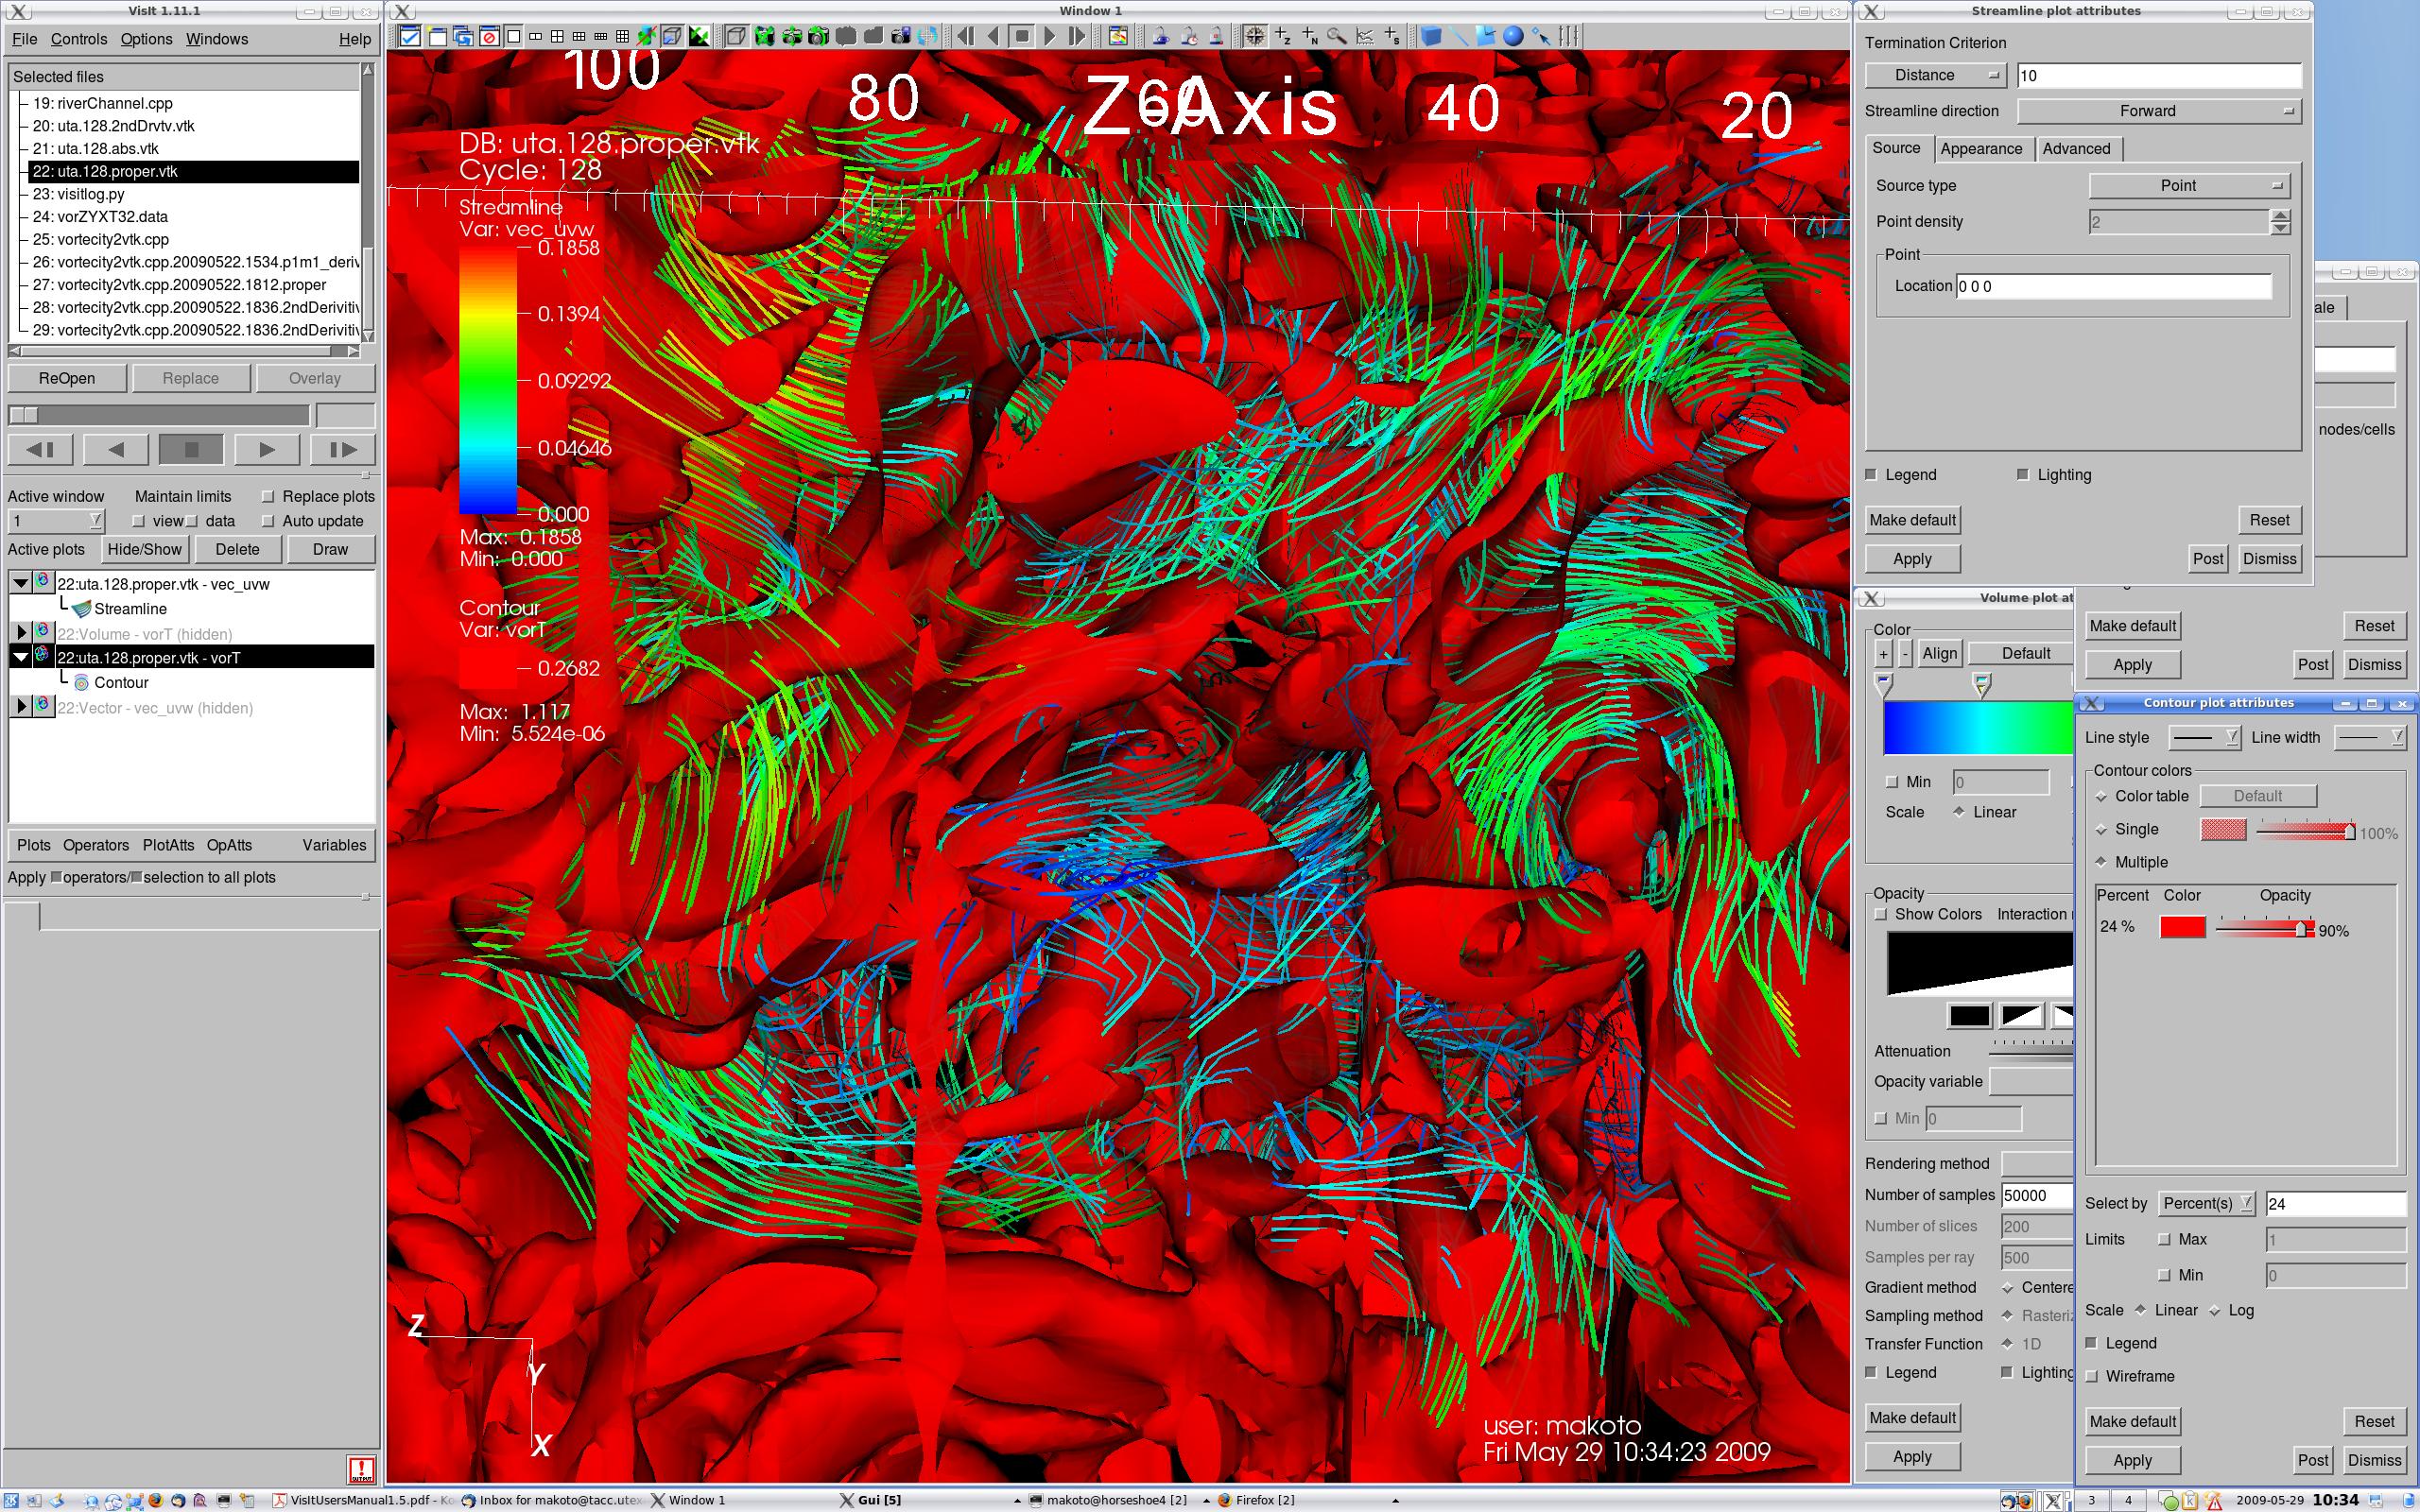 VisIt 1.11.1
File Controls Options Windows Help
Selected files
19: riverChannel.cpp
20: uta.128.2ndDrvtv.vtk
21: uta.128.abs.vtk
22: uta.128.proper.vtk
23: visitlog.py
24: vorZYXT32.data
25: vortecity2vtk.cpp
26: vortecity2vtk.cpp.20090522.1534.p1m1_deriv
27: vortecity2vtk.cpp.20090522.1812.proper
28: vortecity2vtk.cpp.20090522.1836.2ndDerivitiv
29: vortecity2vtk.cpp.20090522.1836.2ndDerivitiv
ReOpen Replace Overlay
Active window Maintain limits Replace plots
1 view data Auto update
Active plots Hide/Show Delete Draw
22:uta.128.proper.vtk - vec_uvw
Streamline
22:Volume - vorT (hidden)
22:uta.128.proper.vtk - vorT
Contour
22:Vector - vec_uvw (hidden)
Plots Operators PlotAtts OpAtts Variables
Apply operators/ selection to all plots
Window 1
100 80 60 40 20
Z-Axis
DB: uta.128.proper.vtk
Cycle: 128
Streamline
Var: vec_uvw
0.1858
0.1394
0.09292
0.04646
0.000
Max: 0.1858
Min: 0.000
Contour
Var: vorT
0.2682
Max: 1.117
Min: 5.524e-06
Z
Y
X
user: makoto
Fri May 29 10:34:23 2009
Streamline plot attributes
Termination Criterion
Distance 10
Streamline direction Forward
Source Appearance Advanced
Source type Point
Point density 2
Point
Location 0 0 0
Legend Lighting
Make default Reset
Apply Post Dismiss
ale
nodes/cells
Make default Reset
Apply Post Dismiss
Volume plot at
Color
+ - Align Default
Min 0
Scale Linear
Opacity
Show Colors Interaction
Attenuation
Opacity variable
Min 0
Rendering method
Number of samples 50000
Number of slices 200
Samples per ray 500
Gradient method Centere
Sampling method Rasteriz
Transfer Function 1D
Legend Lighting
Make default
Apply
Contour plot attributes
Line style Line width
Contour colors
Color table Default
Single 100%
Multiple
Percent Color Opacity
24 % 90%
Select by Percent(s) 24
Limits Max 1
Min 0
Scale Linear Log
Legend
Wireframe
Make default Reset
Apply Post Dismiss
VisItUsersManual1.5.pdf - Inbox for makoto@tacc.utex Window 1 Gui [5] makoto@horseshoe4 [2] Firefox [2] 3 4 2009-05-29 10:34